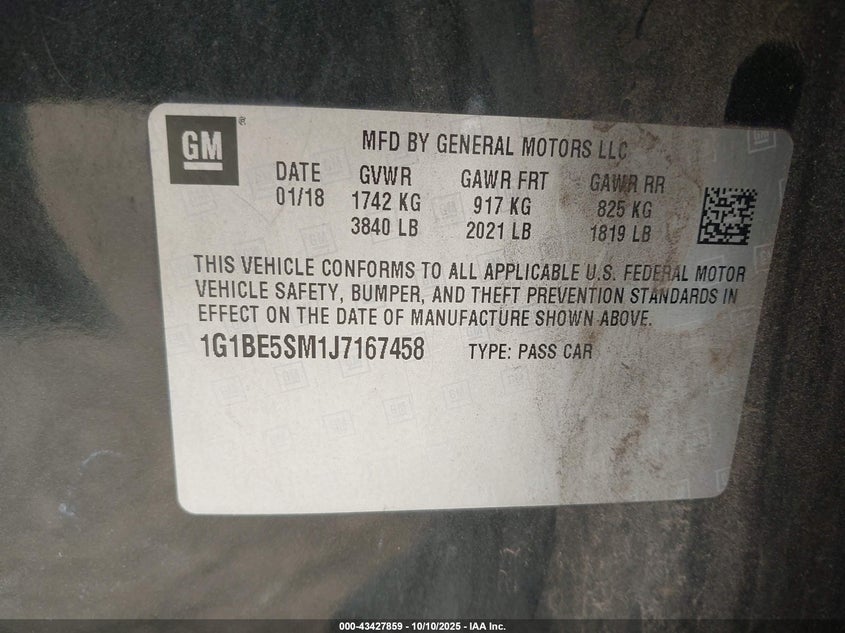 GM ®
MFD BY GENERAL MOTORS LLC
DATE GVWR GAWR FRT GAWR RR
01/18 1742 KG 917 KG 825 KG
3840 LB 2021 LB 1819 LB
THIS VEHICLE CONFORMS TO ALL APPLICABLE U.S. FEDERAL MOTOR
VEHICLE SAFETY, BUMPER, AND THEFT PREVENTION STANDARDS IN
EFFECT ON THE DATE OF MANUFACTURE SHOWN ABOVE.
1G1BE5SM1J7167458 TYPE: PASS CAR
000-43427859 - 10/10/2025 - IAA Inc.